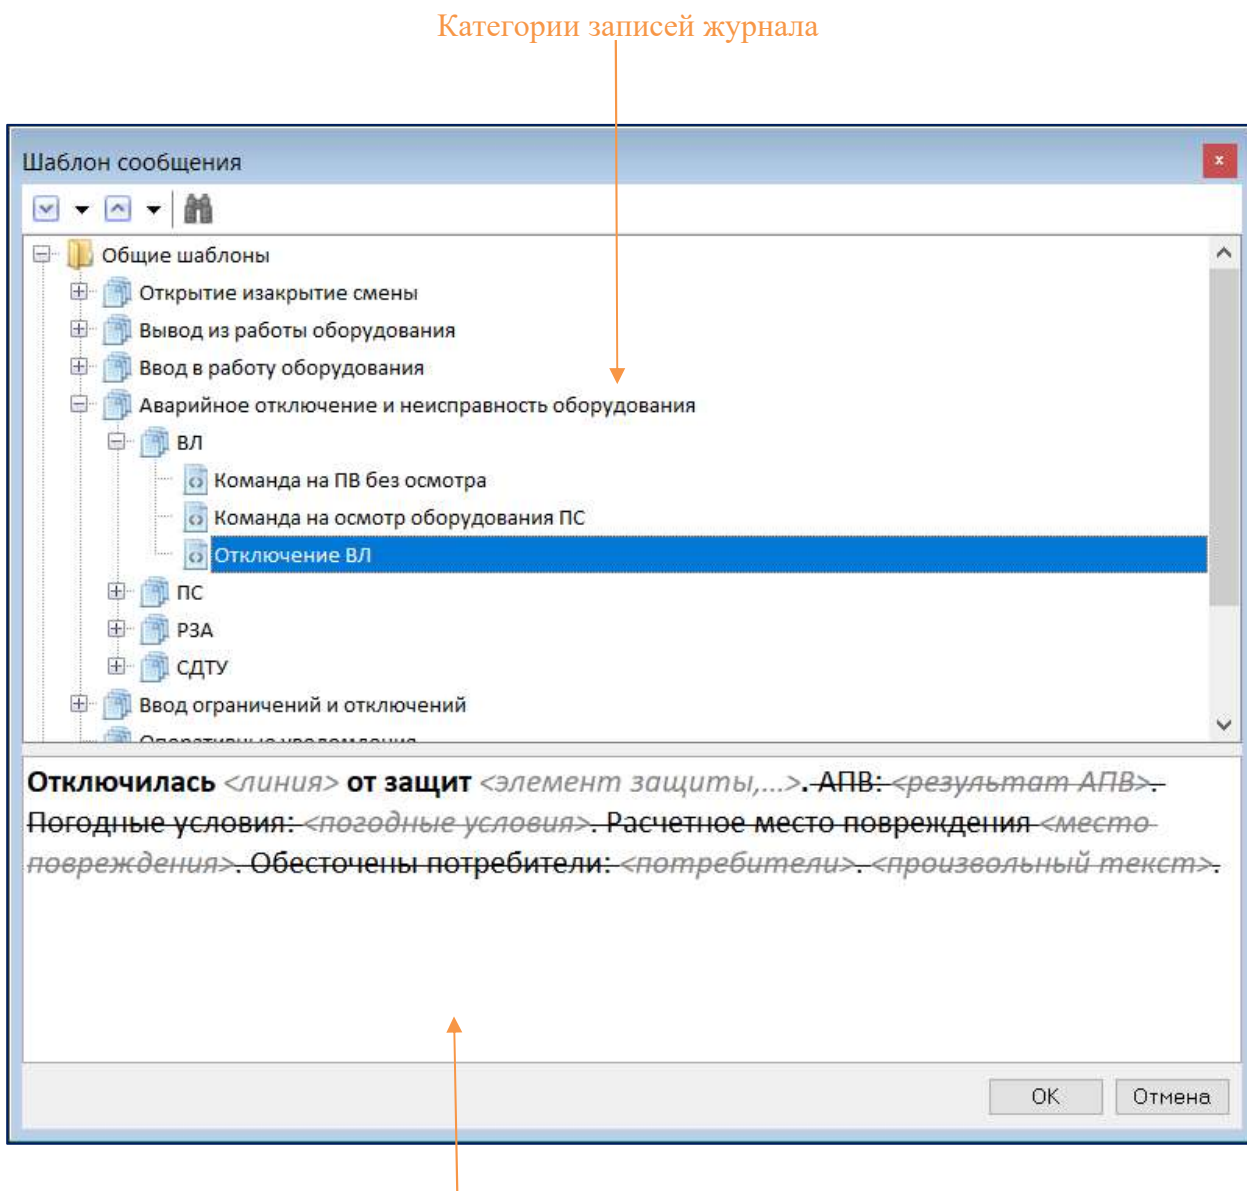 Категории записей журнала
Шаблон сообщения
Общие шаблоны
Открытие изакрытие смены
Вывод из работы оборудования
Ввод в работу оборудования
Аварийное отключение и неисправность оборудования
ВЛ
Команда на ПВ без осмотра
Команда на осмотр оборудования ПС
Отключение ВЛ
ПС
РЗА
СДТУ
Ввод ограничений и отключений
Оперативные уведомления
Отключилась <линия> от защит <элемент защиты,...>. АПВ: <результат АПВ>.
Погодные условия: <погодные условия>. Расчетное место повреждения <место
повреждения>. Обесточены потребители: <потребители>. <произвольный текст>.
OK
Отмена